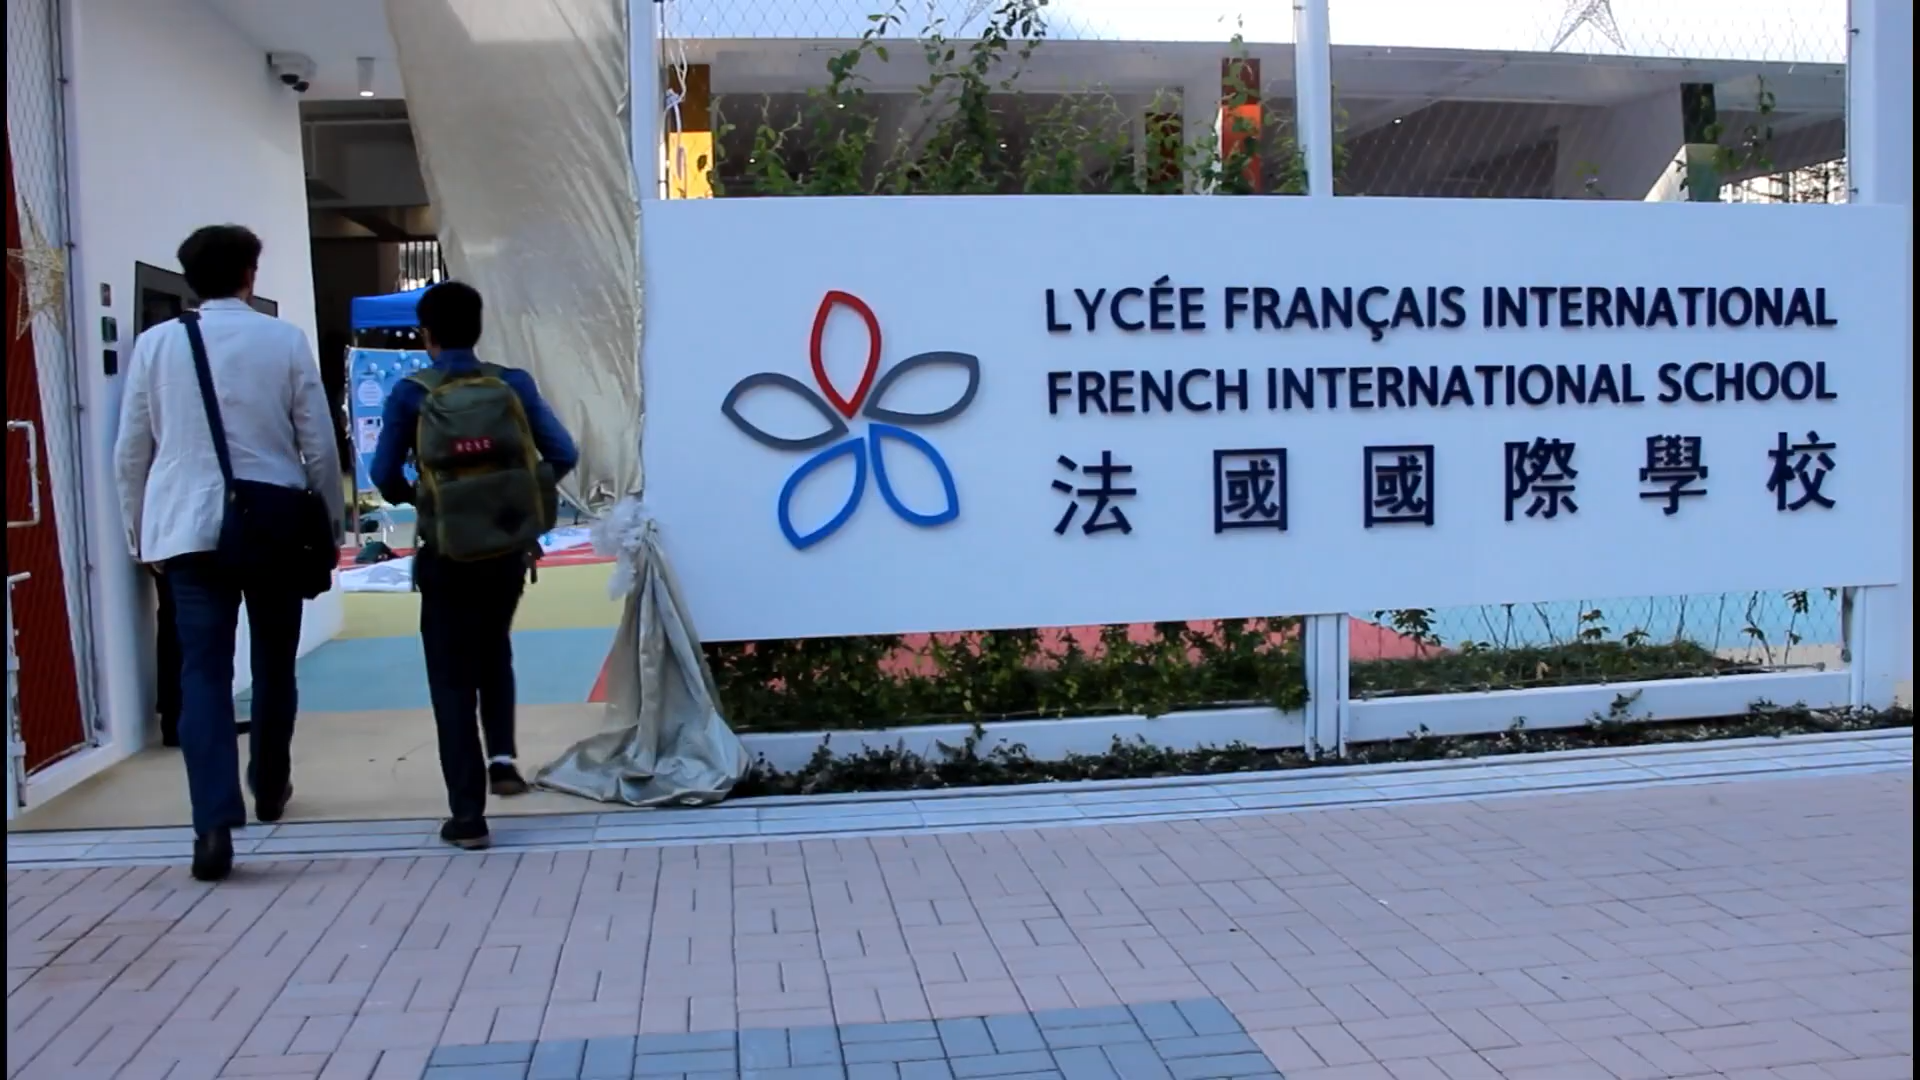 LYCÉE FRANÇAIS INTERNATIONAL
FRENCH INTERNATIONAL SCHOOL
法國國際學校